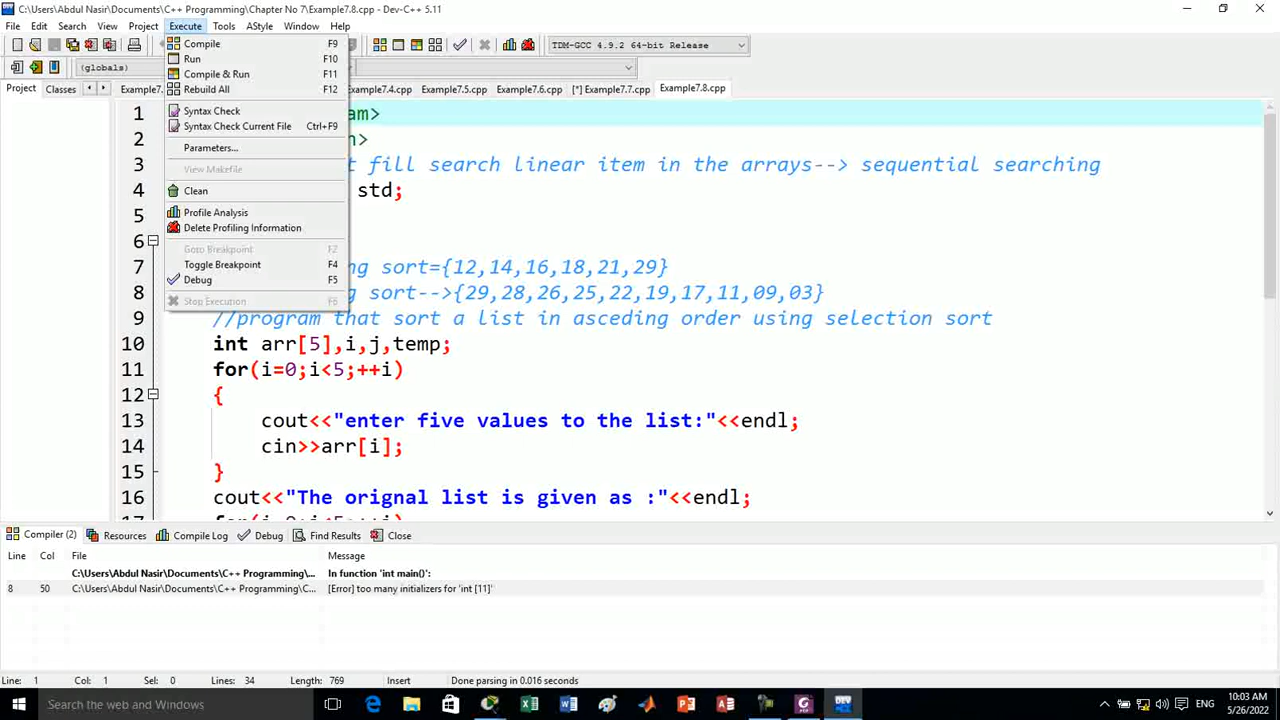 C:\Users\Abdul Nasir\Documents\C++ Programming\Chapter No 7\Example7.8.cpp - Dev-C++ 5.11
File Edit Search View Project Execute Tools AStyle Window Help
TDM-GCC 4.9.2 64-bit Release
(globals)
Project Classes Example7. xample7.4.cpp Example7.5.cpp Example7.6.cpp [*] Example7.7.cpp Example7.8.cpp
Compile F9
Run F10
Compile & Run F11
Rebuild All F12
Syntax Check
Syntax Check Current File Ctrl+F9
Parameters...
View Makefile
Clean
Profile Analysis
Delete Profiling Information
Goto Breakpoint F2
Toggle Breakpoint F4
Debug F5
Stop Execution F6
1 am>
2 n>
3 t fill search linear item in the arrays--> sequential searching
4 std;
5
6
7 ng sort={12,14,16,18,21,29}
8 g sort-->{29,28,26,25,22,19,17,11,09,03}
9 //program that sort a list in asceding order using selection sort
10 int arr[5],i,j,temp;
11 for(i=0;i<5;++i)
12 {
13 cout<<"enter five values to the list:"<<endl;
14 cin>>arr[i];
15 }
16 cout<<"The orignal list is given as :"<<endl;
17 for(i=0;i<5;++i)
Compiler (2) Resources Compile Log Debug Find Results Close
Line Col File Message
C:\Users\Abdul Nasir\Documents\C++ Programming\... In function 'int main()':
8 50 C:\Users\Abdul Nasir\Documents\C++ Programming\C... [Error] too many initializers for 'int [11]'
Line: 1 Col: 1 Sel: 0 Lines: 34 Length: 769 Insert Done parsing in 0.016 seconds
Search the web and Windows
ENG
10:03 AM
5/26/2022